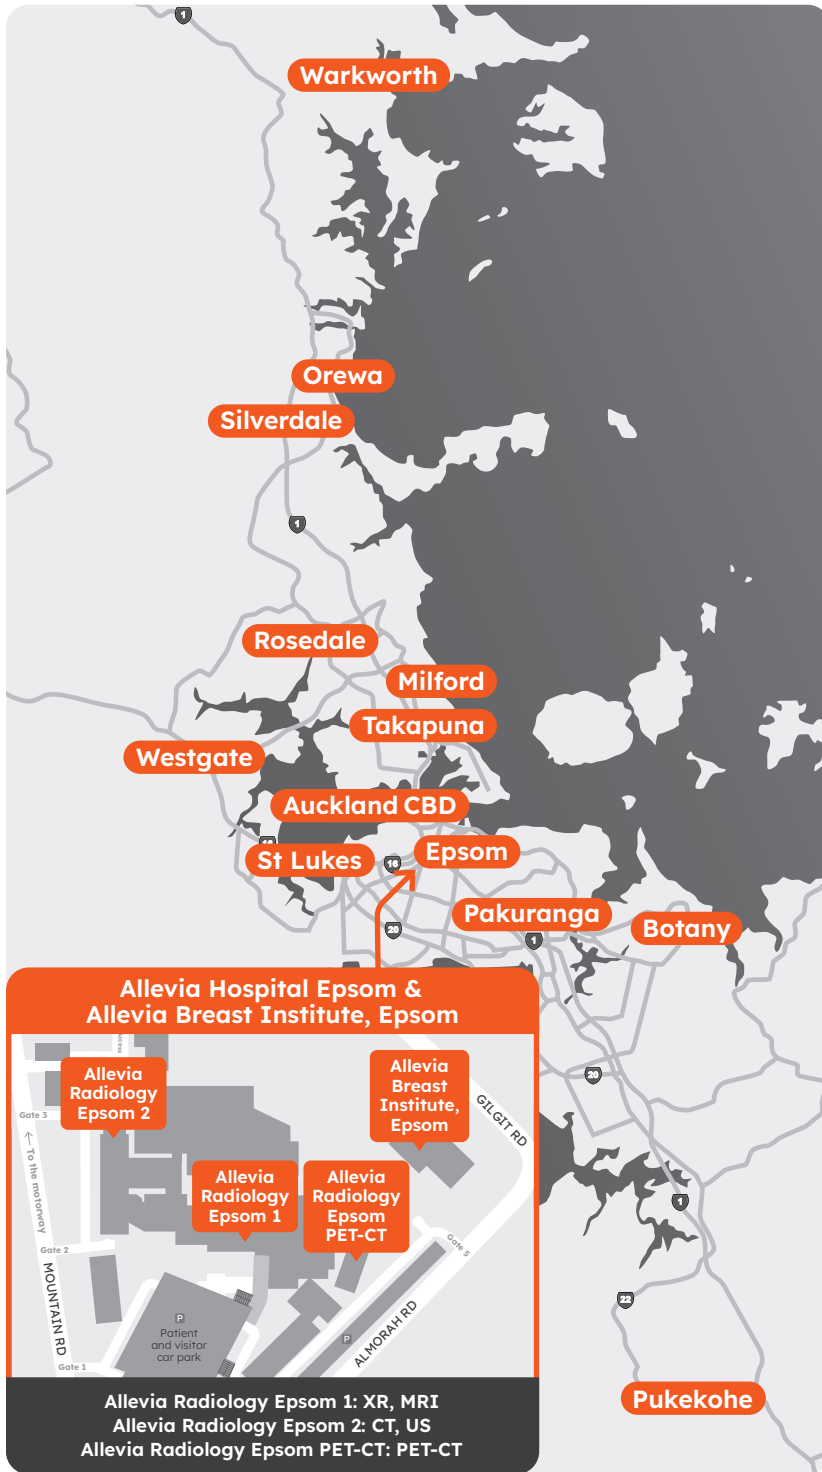 1
Warkworth
Orewa
Silverdale
1
Rosedale
Milford
Takapuna
Westgate
Auckland CBD
Epsom
St Lukes
16
Pakuranga
Botany
20
1
Allevia Hospital Epsom &
Allevia Breast Institute, Epsom
Allevia
Radiology
Epsom 2
Allevia
Breast
Institute,
Epsom
GILGIT RD
Gate 3
← To the motorway
Allevia
Radiology
Epsom 1
Allevia
Radiology
Epsom
PET-CT
Gate 5
Gate 2
MOUNTAIN RD
P
Patient
and visitor
car park
P
ALMORAH RD
Gate 1
20
1
22
Pukekohe
Allevia Radiology Epsom 1: XR, MRI
Allevia Radiology Epsom 2: CT, US
Allevia Radiology Epsom PET-CT: PET-CT